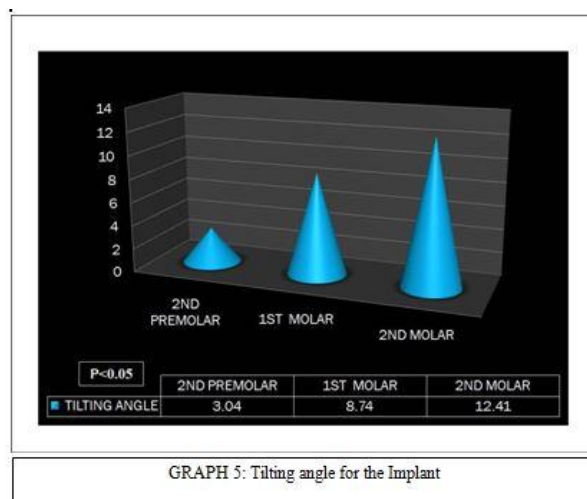 14
12
10
8
6
4
2
0
2ND
PREMOLAR
1ST MOLAR
2ND MOLAR
P<0.05
2ND PREMOLAR 1ST MOLAR 2ND MOLAR
TILTING ANGLE 3.04 8.74 12.41
GRAPH 5: Tilting angle for the Implant